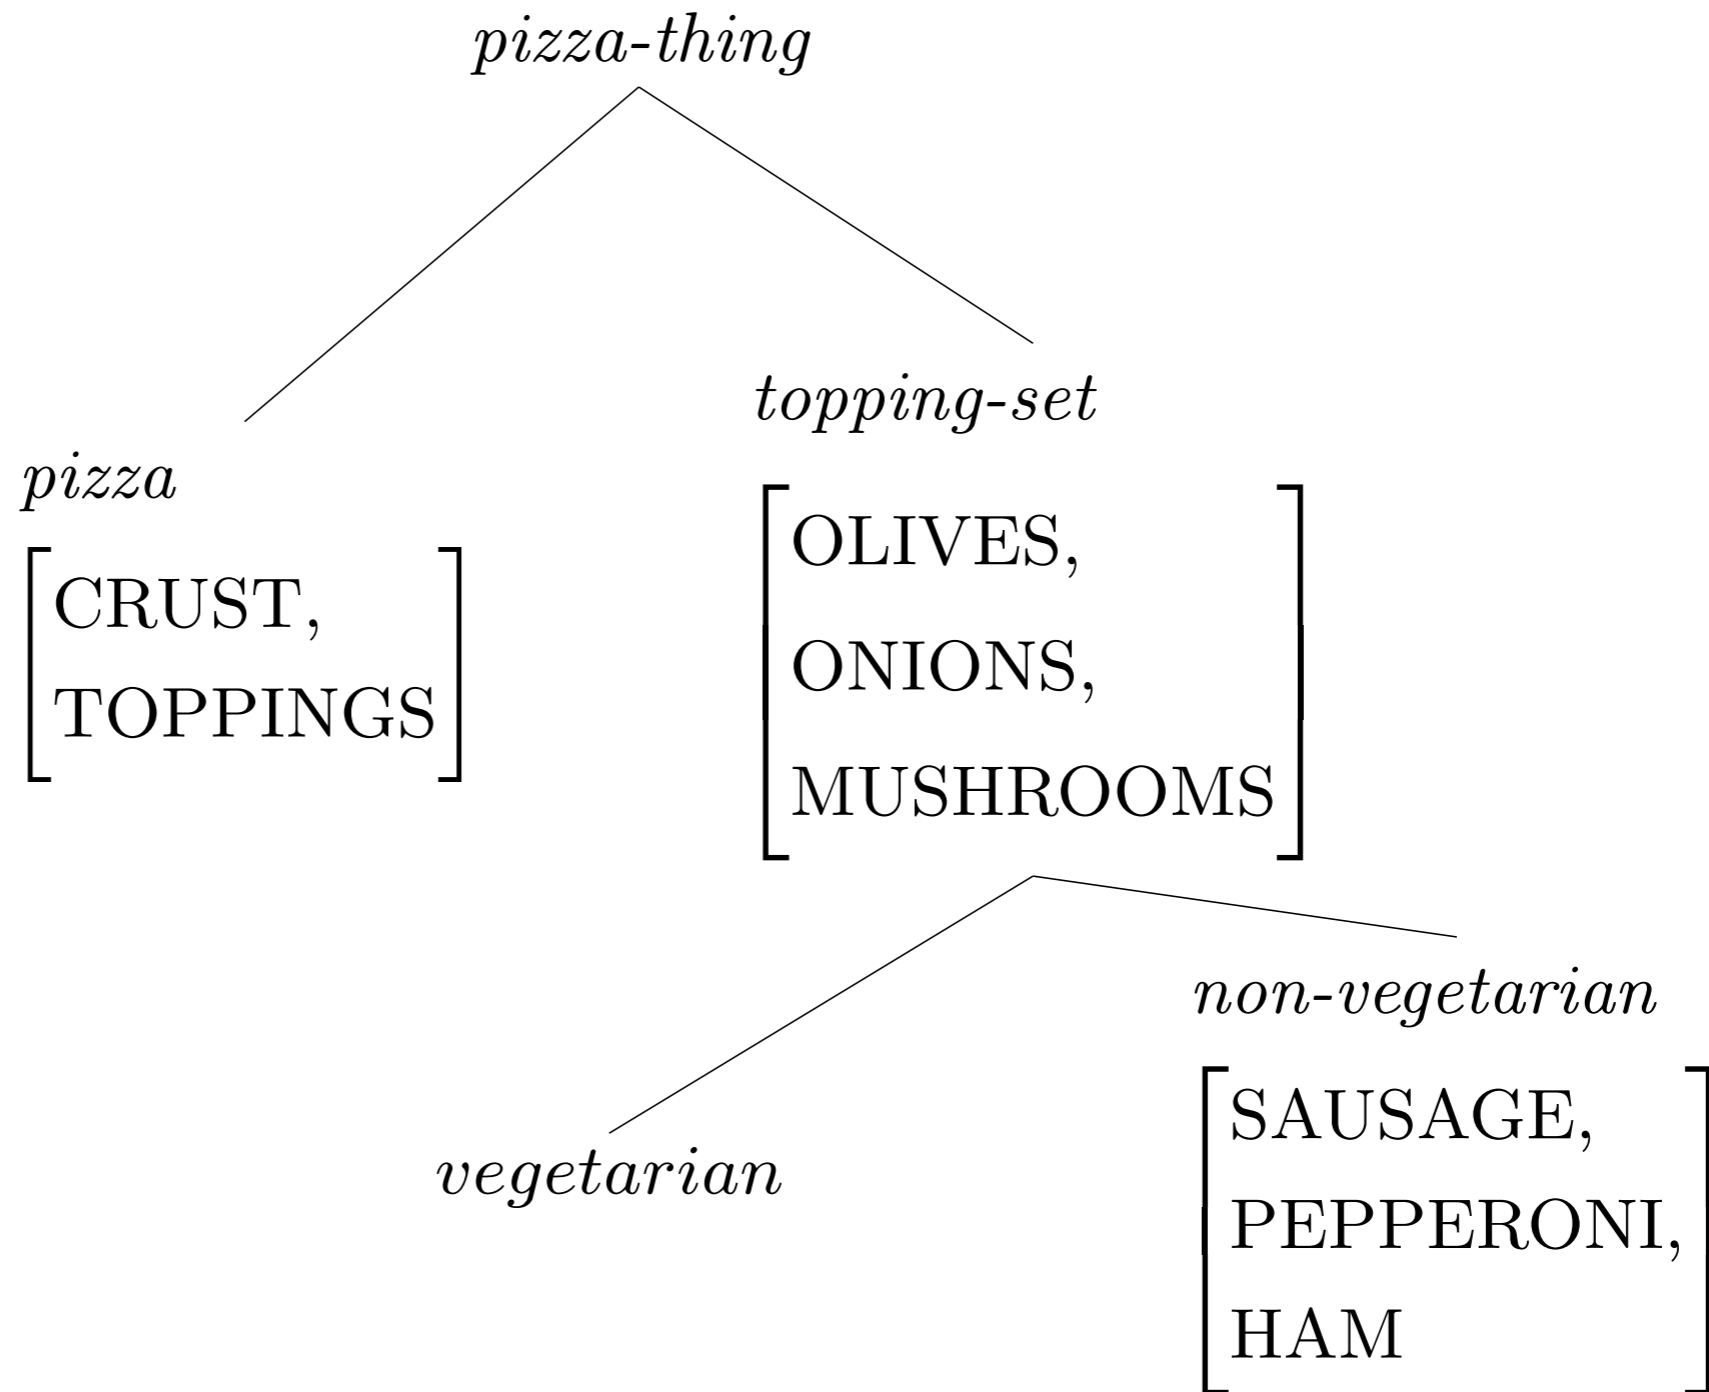 pizza-thing
pizza
CRUST,
TOPPINGS
topping-set
OLIVES,
ONIONS,
MUSHROOMS
vegetarian
non-vegetarian
SAUSAGE,
PEPPERONI,
HAM